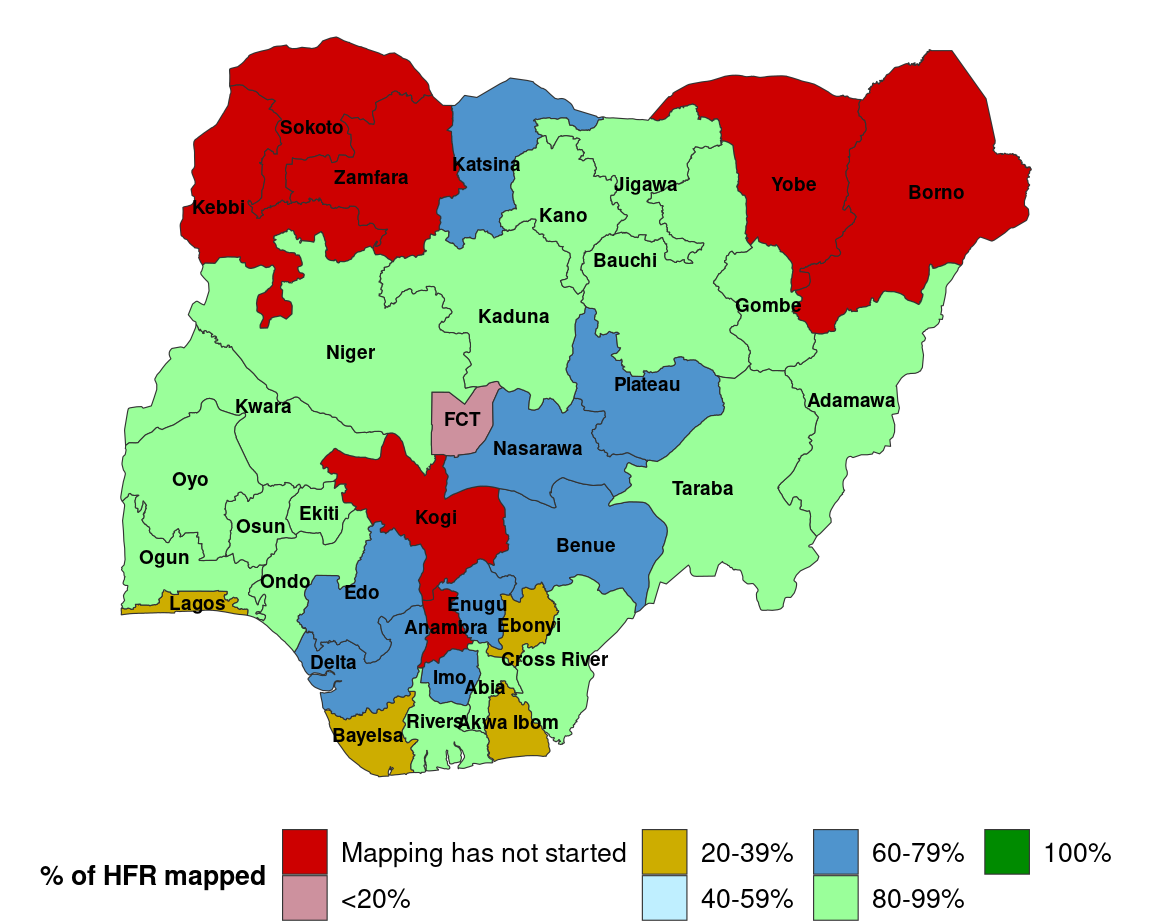 Sokoto
Katsina
Zamfara
Jigawa
Yobe
Borno
Kebbi
Kano
Bauchi
Gombe
Kaduna
Niger
Plateau
Adamawa
Kwara
FCT
Nasarawa
Oyo
Taraba
Ekiti
Kogi
Osun
Benue
Ogun
Ondo
Edo
Lagos
Enugu
Anambra
Ebonyi
Delta
Cross River
Imo
Abia
Rivers
Akwa Ibom
Bayelsa
% of HFR mapped
Mapping has not started
<20%
20-39%
40-59%
60-79%
80-99%
100%